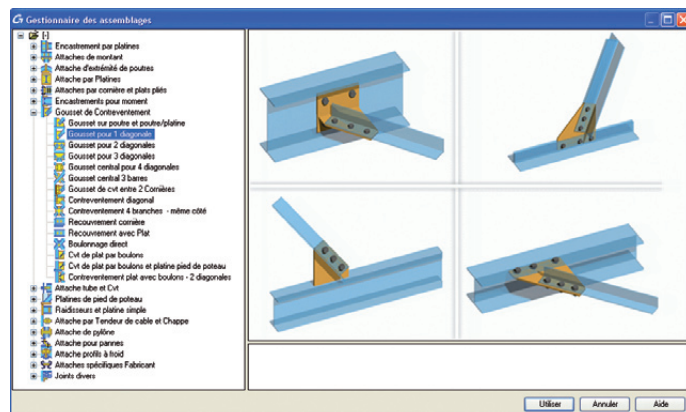 Gestionnaire des assemblages
[-]
Encastrement par platines
Attaches de montant
Attache d'extrémité de poutres
Attache par Platines
Attaches par cornière et plats pliés
Encastrements pour moment
Gousset de Contreventement
Gousset sur poutre et poutre/platine
Gousset pour 1 diagonale
Gousset pour 2 diagonales
Gousset pour 3 diagonales
Gousset central pour 4 diagonales
Gousset central 3 barres
Gousset de cvt entre 2 Cornières
Contreventement diagonal
Contreventement 4 branches - même côté
Recouvrement cornière
Recouvrement avec Plat
Boulonnage direct
Cvt de plat par boulons
Cvt de plat par boulons et platine pied de poteau
Contreventement plat avec boulons - 2 diagonales
Attache tube et Cvt
Platines de pied de poteau
Raidisseurs et platine simple
Attache par Tendeur de cable et Chappe
Attache de pylône
Attache pour pannes
Attache profils à froid
Attaches spécifiques Fabricant
Joints divers
Utiliser Annuler Aide